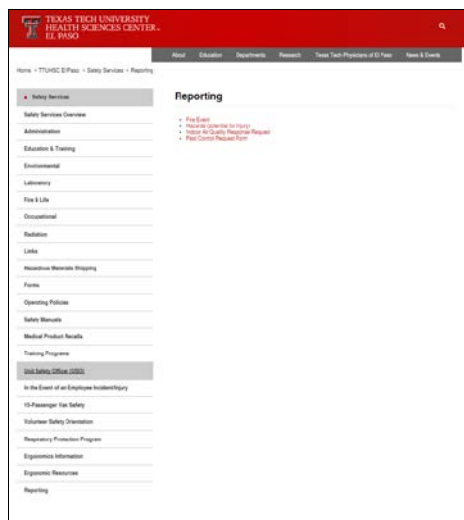 TEXAS TECH UNIVERSITY
HEALTH SCIENCES CENTER
EL PASO
About Education Departments Research Texas Tech Physicians of El Paso News & Events
Home > TTUHSC El Paso > Safety Services > Reporting
Safety Services
Reporting
Fire Event
Hazards (potential for injury)
Indoor Air Quality Response Request
Pest Control Request Form
Safety Services Overview
Administration
Education & Training
Environmental
Laboratory
Fire & Life
Occupational
Radiation
Links
Hazardous Materials Shipping
Forms
Operating Policies
Safety Manuals
Medical Product Recalls
Training Programs
Unit Safety Officer (USO)
In the Event of an Employee Incident/Injury
15-Passenger Van Safety
Volunteer Safety Orientation
Respiratory Protection Program
Ergonomics Information
Ergonomic Resources
Reporting